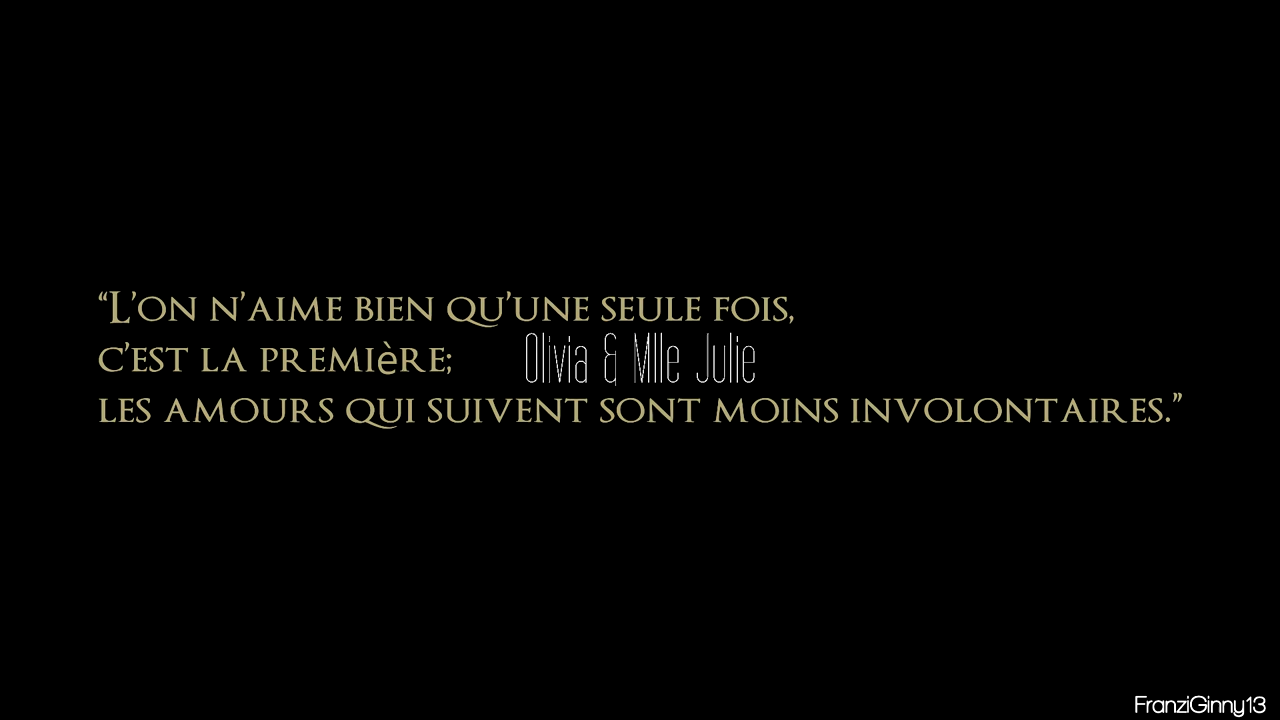 “L’on n’aime bien qu’une seule fois,
c’est la première;
Olivia & Mlle Julie
les amours qui suivent sont moins involontaires.”
FranziGinny13